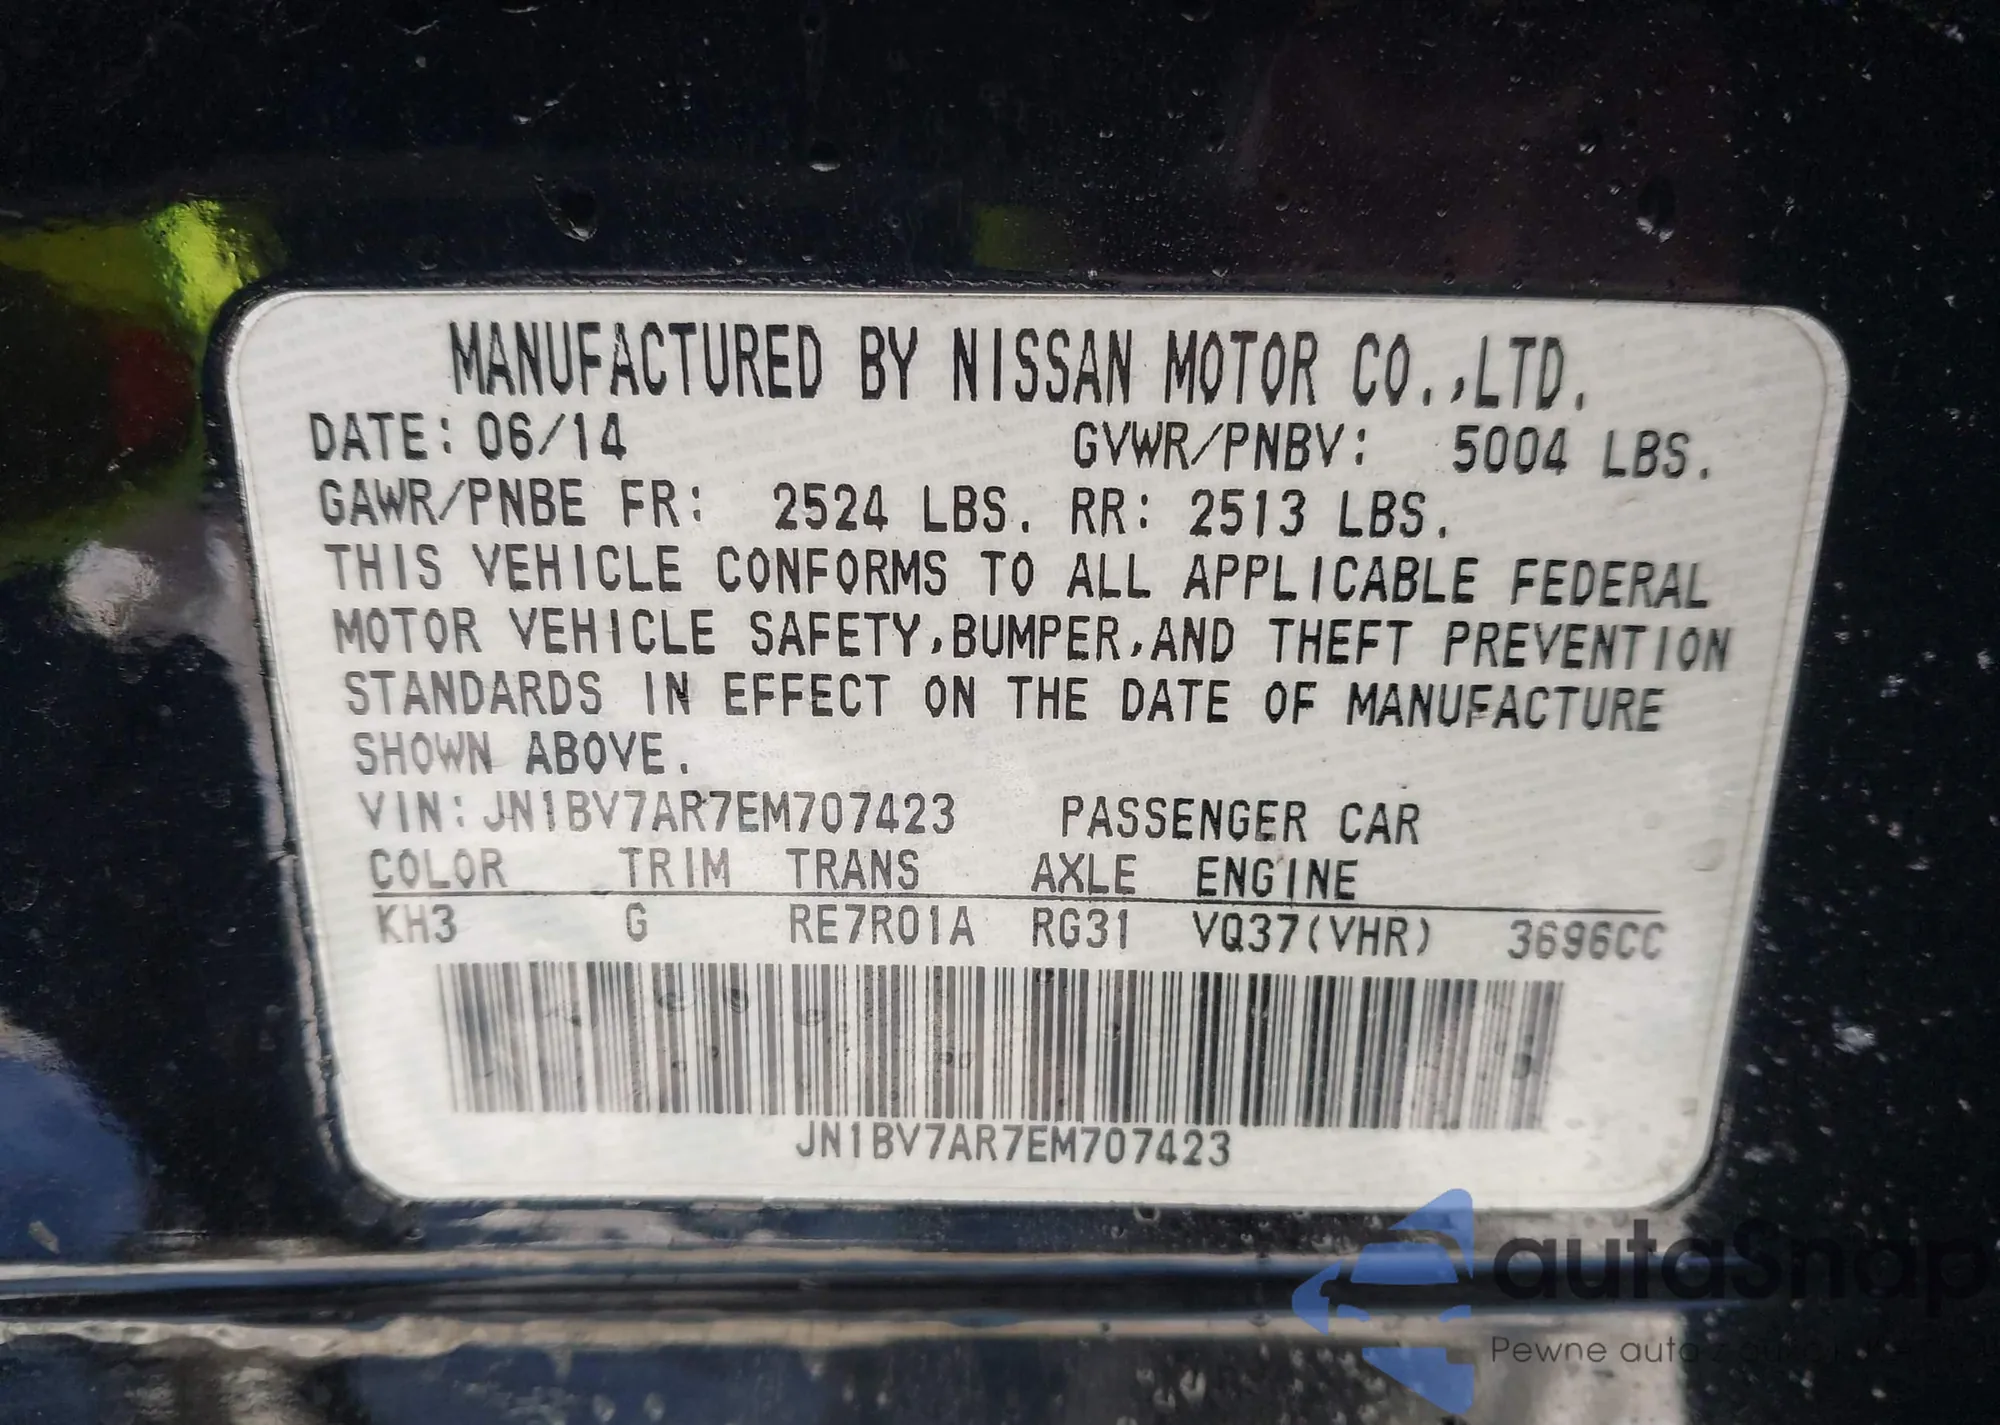 MANUFACTURED BY NISSAN MOTOR CO.,LTD.
DATE: 06/14 GVWR/PNBV: 5004 LBS.
GAWR/PNBE FR: 2524 LBS. RR: 2513 LBS.
THIS VEHICLE CONFORMS TO ALL APPLICABLE FEDERAL
MOTOR VEHICLE SAFETY,BUMPER,AND THEFT PREVENTION
STANDARDS IN EFFECT ON THE DATE OF MANUFACTURE
SHOWN ABOVE.
VIN: JN1BV7AR7EM707423 PASSENGER CAR
COLOR TRIM TRANS AXLE ENGINE
KH3 G RE7R01A RG31 VQ37(VHR) 3696CC
JN1BV7AR7EM707423
autaSnap
Pewne auta z